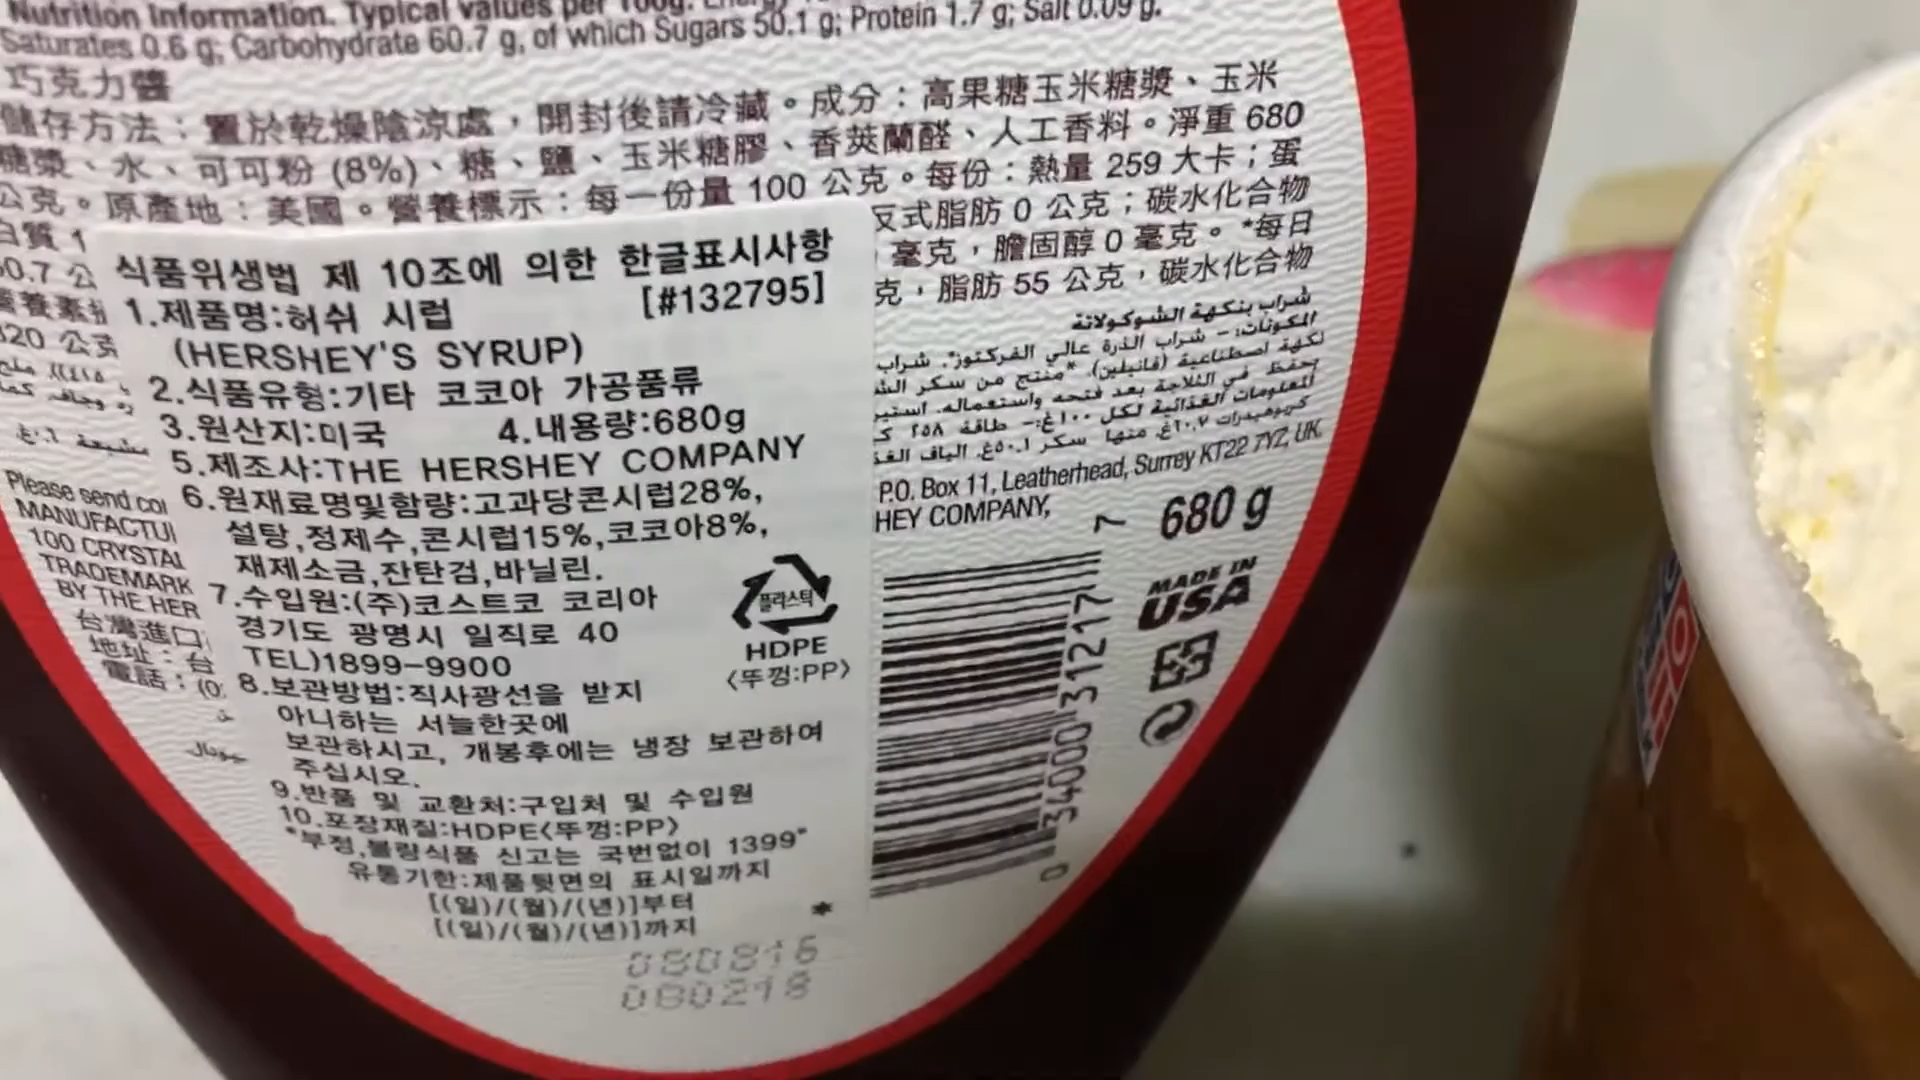 Nutrition Information. Typical values per 100g.
Saturates 0.6 g; Carbohydrate 60.7 g, of which Sugars 50.1 g; Protein 1.7 g; Salt 0.09 g.
巧克力醬
儲存方法：置於乾燥陰涼處，開封後請冷藏。成分：高果糖玉米糖漿、玉米
糖漿、水、可可粉 (8%)、糖、鹽、玉米糖膠、香莢蘭醛、人工香料。淨重 680
公克。原產地：美國。營養標示：每一份量 100 公克。每份：熱量 259 大卡；蛋
白質 1
反式脂肪 0 公克；碳水化合物
毫克，膽固醇 0 毫克。*每日
克，脂肪 55 公克，碳水化合物
식품위생법 제 10조에 의한 한글표시사항
1.제품명:허쉬 시럽 [#132795]
(HERSHEY'S SYRUP)
2.식품유형:기타 코코아 가공품류
3.원산지:미국 4.내용량:680g
5.제조사:THE HERSHEY COMPANY
6.원재료명및함량:고과당콘시럽28%,
설탕,정제수,콘시럽15%,코코아8%,
재제소금,잔탄검,바닐린.
7.수입원:(주)코스트코 코리아
경기도 광명시 일직로 40
TEL)1899-9900
8.보관방법:직사광선을 받지
아니하는 서늘한곳에
보관하시고, 개봉후에는 냉장 보관하여
주십시오.
9.반품 및 교환처:구입처 및 수입원
10.포장재질:HDPE<뚜껑:PP>
"부정,불량식품 신고는 국번없이 1399"
유통기한:제품뒷면의 표시일까지
[(일)/(월)/(년)]부터
[(일)/(월)/(년)]까지
*
080816
080218
플라스틱
HDPE
<뚜껑:PP>
شراب بنكهة الشوكولاتة
المكونات: - شراب الذرة عالي الفركتوز*. شراب
P.O. Box 11, Leatherhead, Surrey KT22 7YZ, UK.
HEY COMPANY,
Please send
MANUFACTU
100 CRYSTAL
TRADEMARK
BY THE HER
台灣進口
地址：台
電話：(0
680 g
MADE IN
USA
0 34000 31217 7